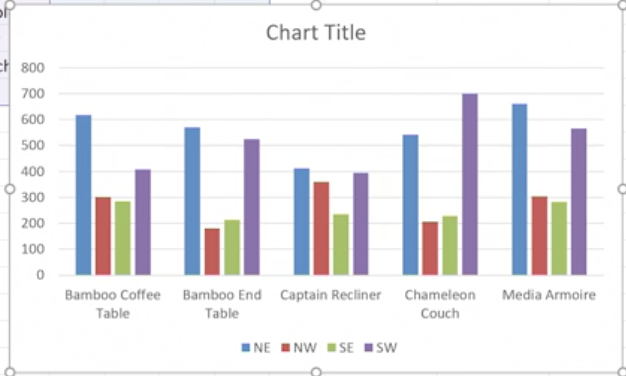 Chart Title
800
700
600
500
400
300
200
100
0
Bamboo Coffee Table
Bamboo End Table
Captain Recliner
Chameleon Couch
Media Armoire
NE NW SE SW